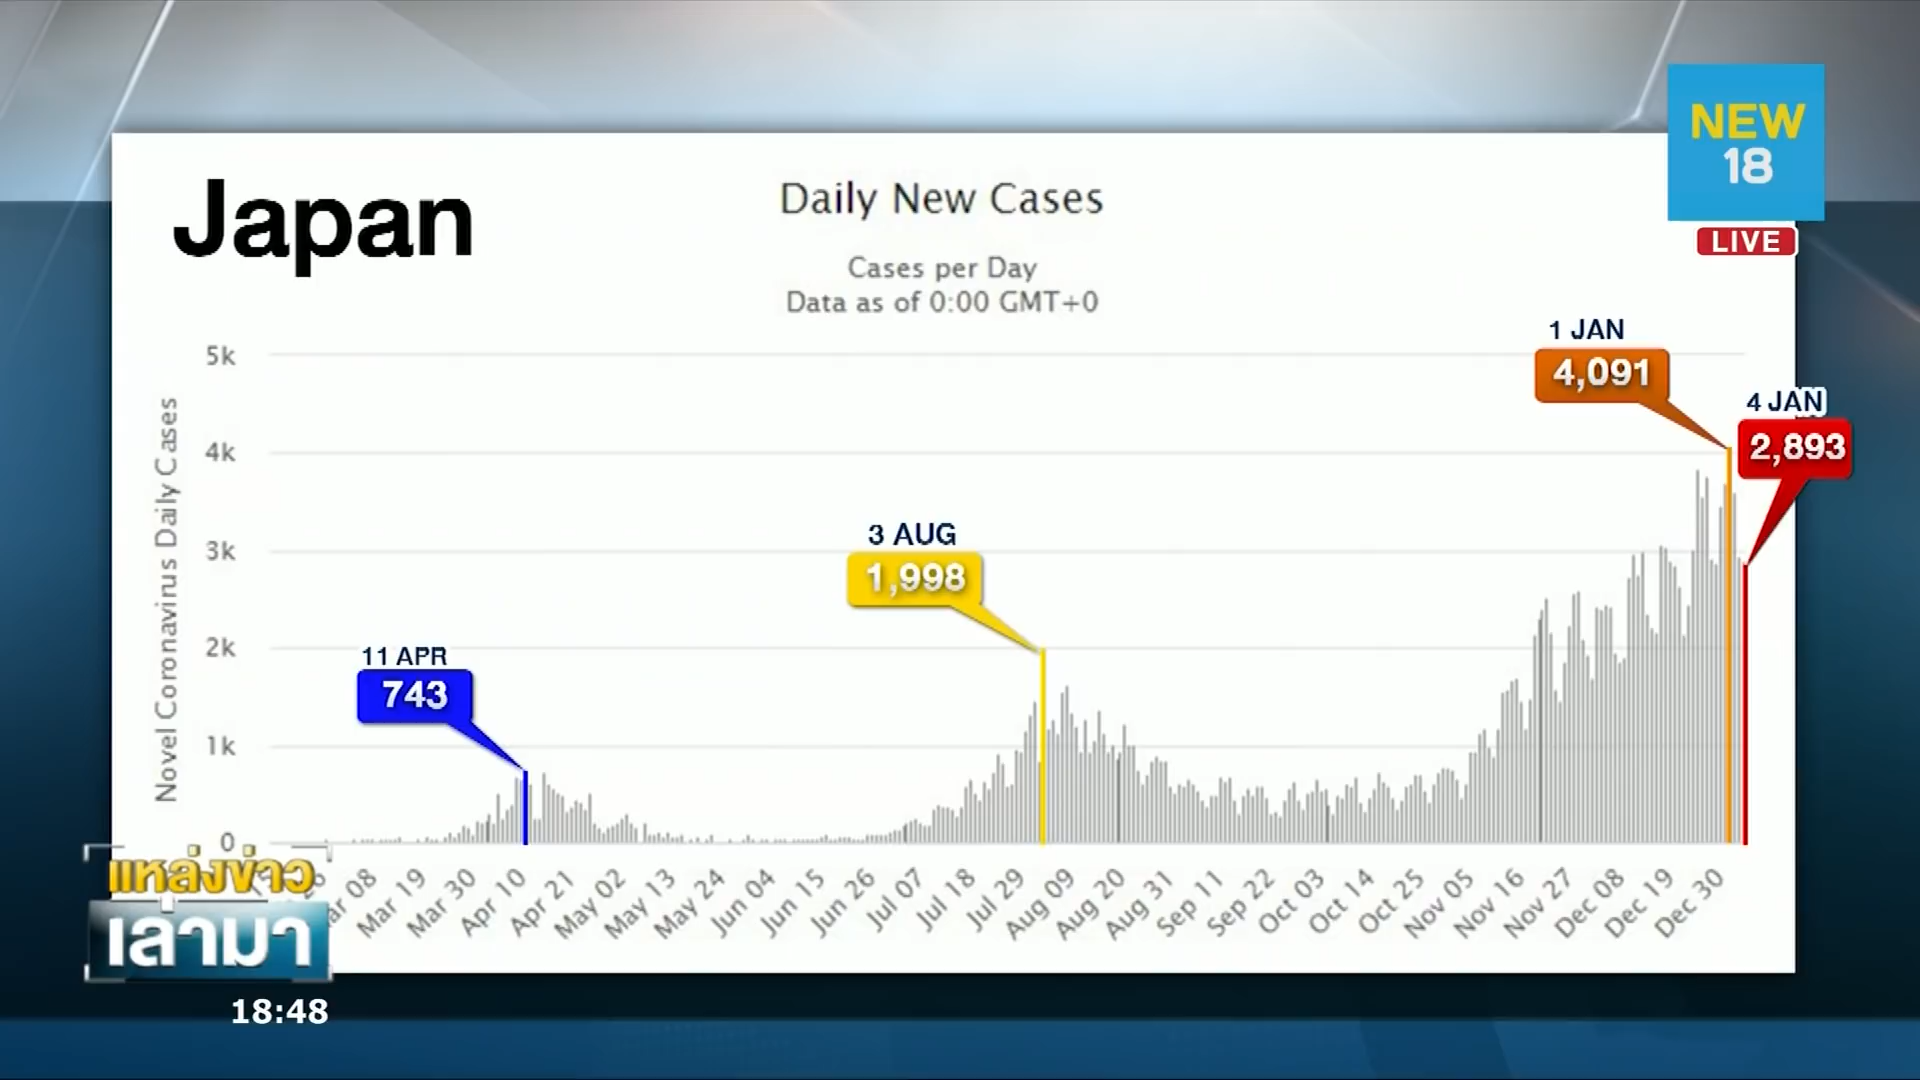 NEW
18
LIVE
Japan
Daily New Cases
Cases per Day
Data as of 0:00 GMT+0
1 JAN
4,091
4 JAN
2,893
3 AUG
1,998
11 APR
743
Novel Coronavirus Daily Cases
5k
4k
3k
2k
1k
0
Mar 19
Mar 30
Apr 10
Apr 21
May 02
May 13
May 24
Jun 04
Jun 15
Jun 26
Jul 07
Jul 18
Jul 29
Aug 09
Aug 20
Aug 31
Sep 11
Sep 22
Oct 03
Oct 14
Oct 25
Nov 05
Nov 16
Nov 27
Dec 08
Dec 19
Dec 30
แหล่งข่าว
เล่ามา
18:48